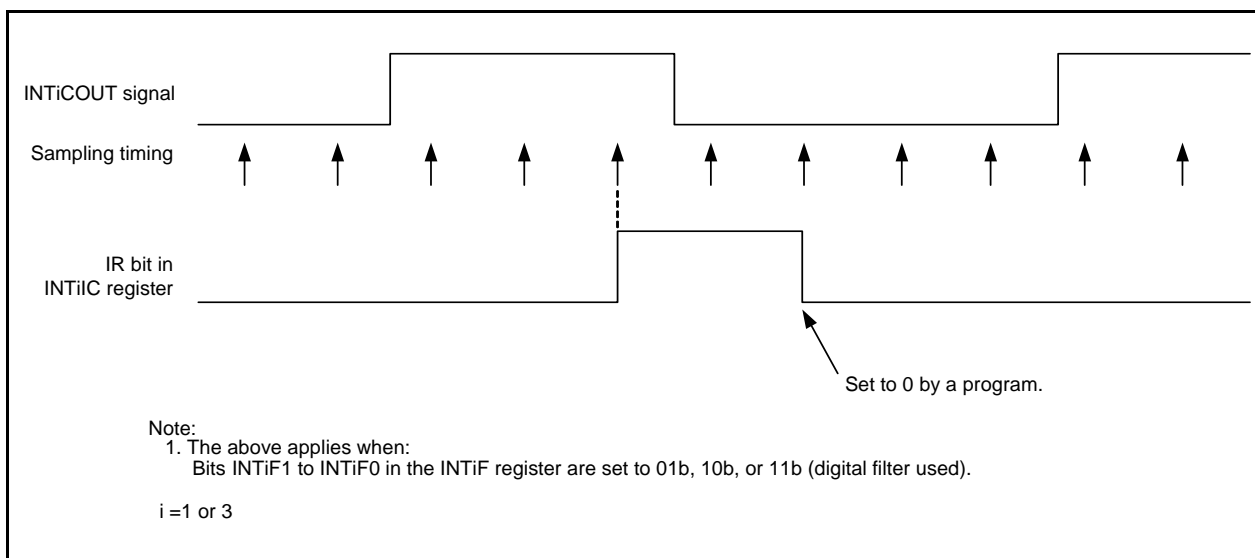 INTiCOUT signal
Sampling timing
IR bit in
INTiIC register
Set to 0 by a program.
Note:
1. The above applies when:
Bits INTiF1 to INTiF0 in the INTiF register are set to 01b, 10b, or 11b (digital filter used).
i =1 or 3